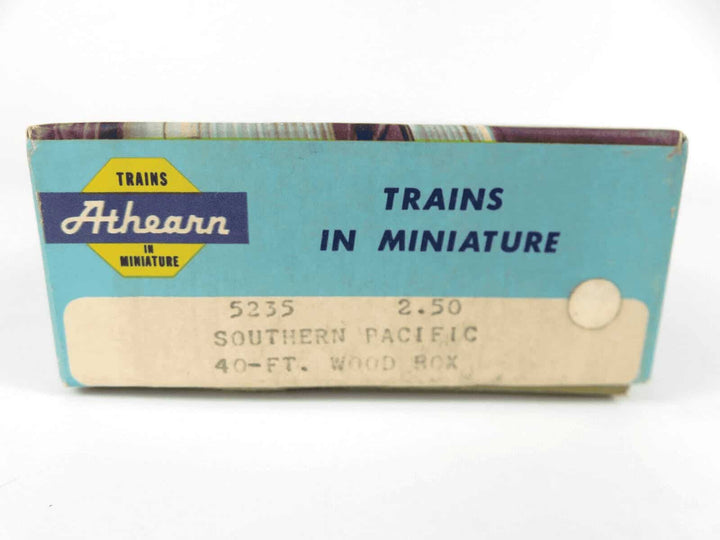 TRAINS
Athearn
IN
MINIATURE
TRAINS
IN MINIATURE
5235 2.50
SOUTHERN PACIFIC
40-FT. WOOD BOX